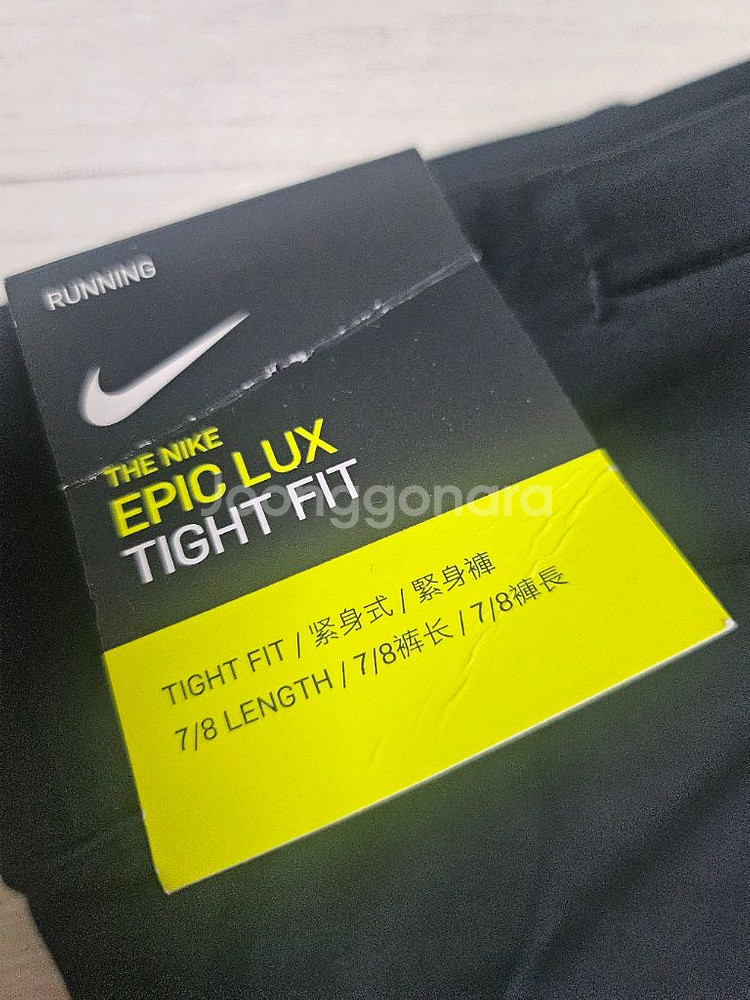 RUNNING
THE NIKE
EPIC LUX
TIGHT FIT
Joonggonara
TIGHT FIT / 紧身式 / 緊身褲
7/8 LENGTH / 7/8裤长 / 7/8褲長